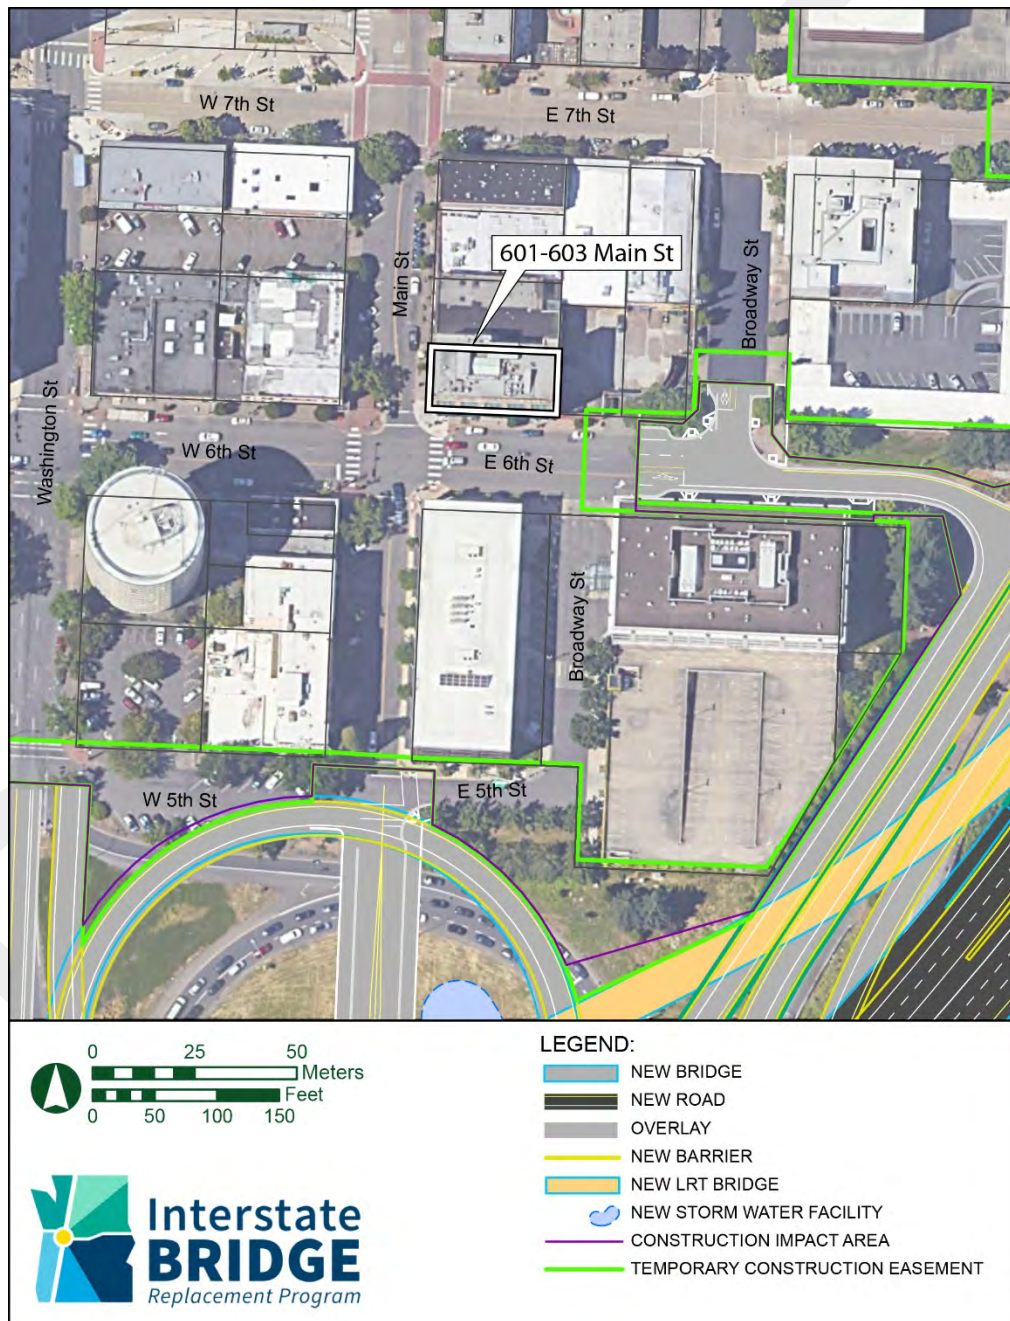 W 7th St
E 7th St
601-603 Main St
Main St
Broadway St
Washington St
W 6th St
E 6th St
Broadway St
W 5th St
E 5th St
0 25 50
Meters
Feet
0 50 100 150
Interstate
BRIDGE
Replacement Program
LEGEND:
NEW BRIDGE
NEW ROAD
OVERLAY
NEW BARRIER
NEW LRT BRIDGE
NEW STORM WATER FACILITY
CONSTRUCTION IMPACT AREA
TEMPORARY CONSTRUCTION EASEMENT